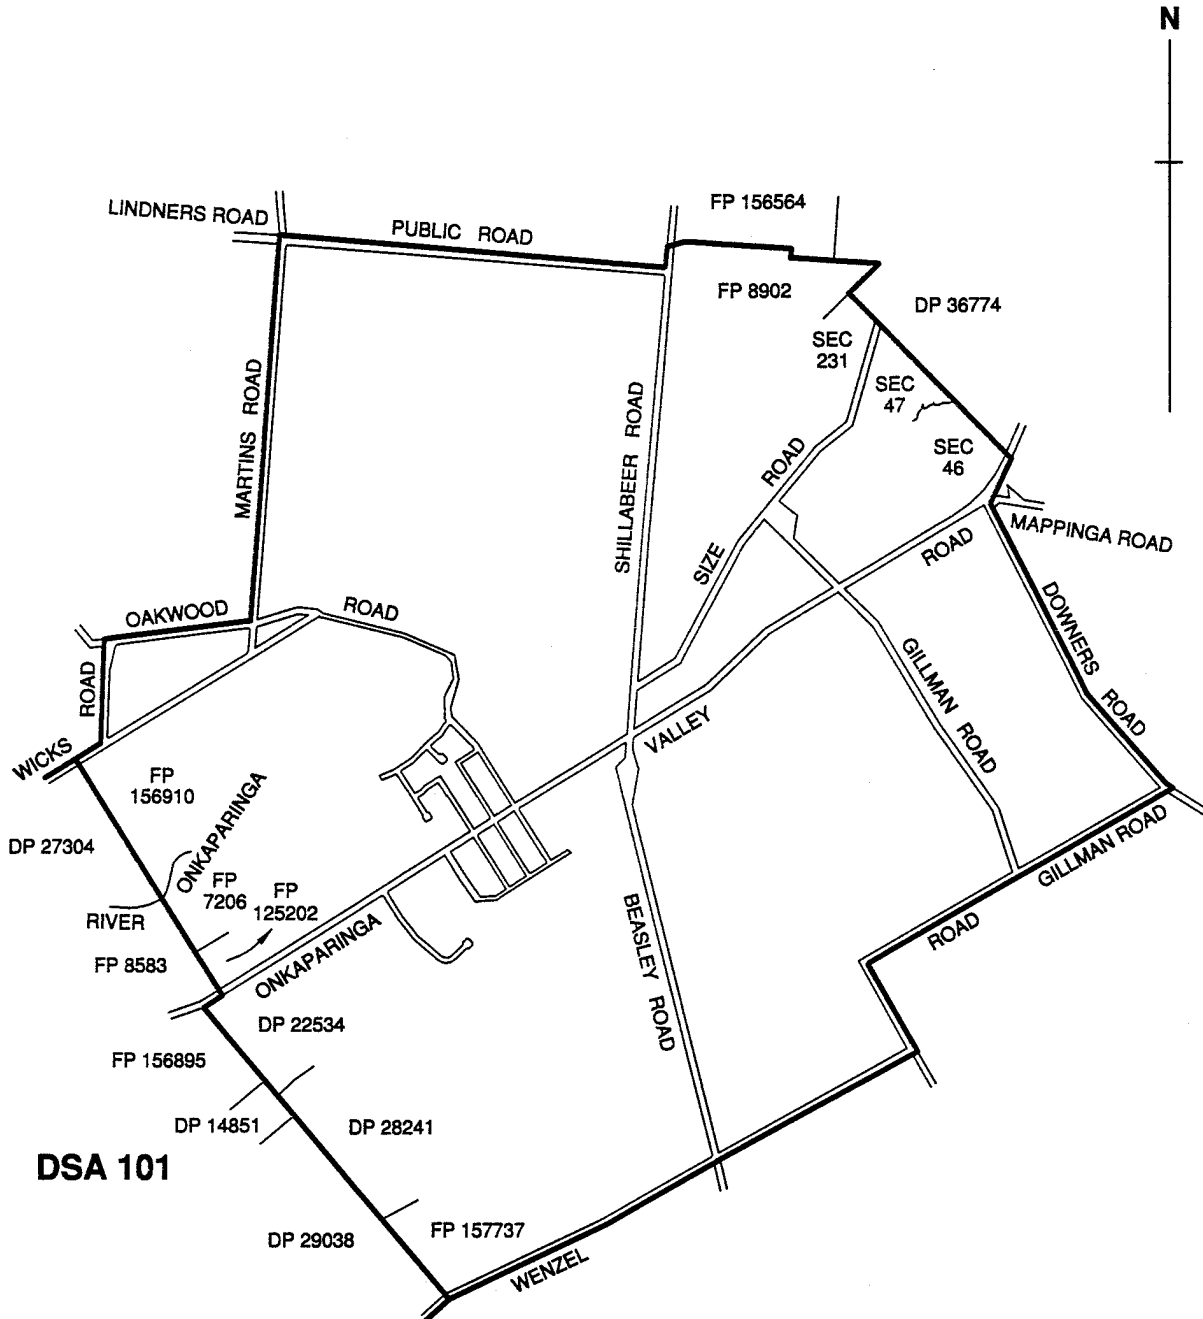 N
FP 156564
LINDNERS ROAD
PUBLIC ROAD
FP 8902
DP 36774
SEC
231
SEC
47
MARTINS ROAD
SHILLABEER ROAD
ROAD
SEC
46
SIZE
ROAD
MAPPINGA ROAD
OAKWOOD
ROAD
DOWNERS ROAD
GILLMAN ROAD
ROAD
WICKS
VALLEY
FP
156910
ONKAPARINGA
DP 27304
FP
7206
FP
125202
RIVER
GILLMAN ROAD
ROAD
BEASLEY ROAD
FP 8583
ONKAPARINGA
DP 22534
FP 156895
DP 14851
DP 28241
DSA 101
DP 29038
FP 157737
WENZEL